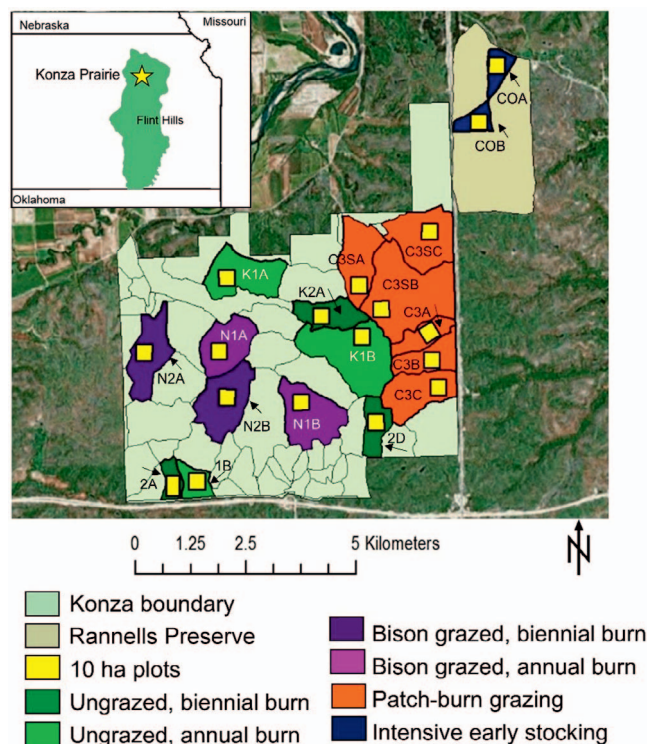 Nebraska
Missouri
Konza Prairie
Flint Hills
Oklahoma
COA
COB
C3SC
C3SA
C3SB
K1A
K2A
C3A
N1A
K1B
C3B
N2A
C3C
N2B
N1B
2D
1B
2A
0 1.25 2.5 5 Kilometers
N
Konza boundary
Rannells Preserve
10 ha plots
Ungrazed, biennial burn
Ungrazed, annual burn
Bison grazed, biennial burn
Bison grazed, annual burn
Patch-burn grazing
Intensive early stocking